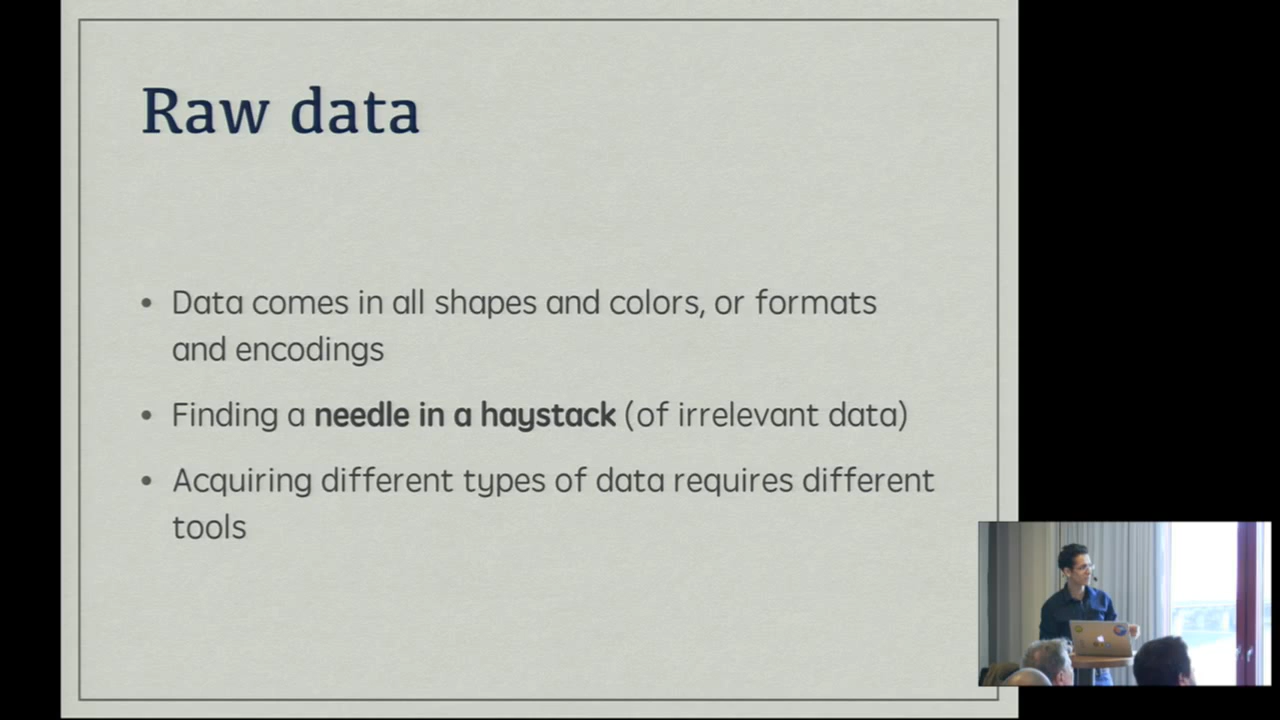 Raw data
• Data comes in all shapes and colors, or formats
and encodings
• Finding a needle in a haystack (of irrelevant data)
• Acquiring different types of data requires different
tools